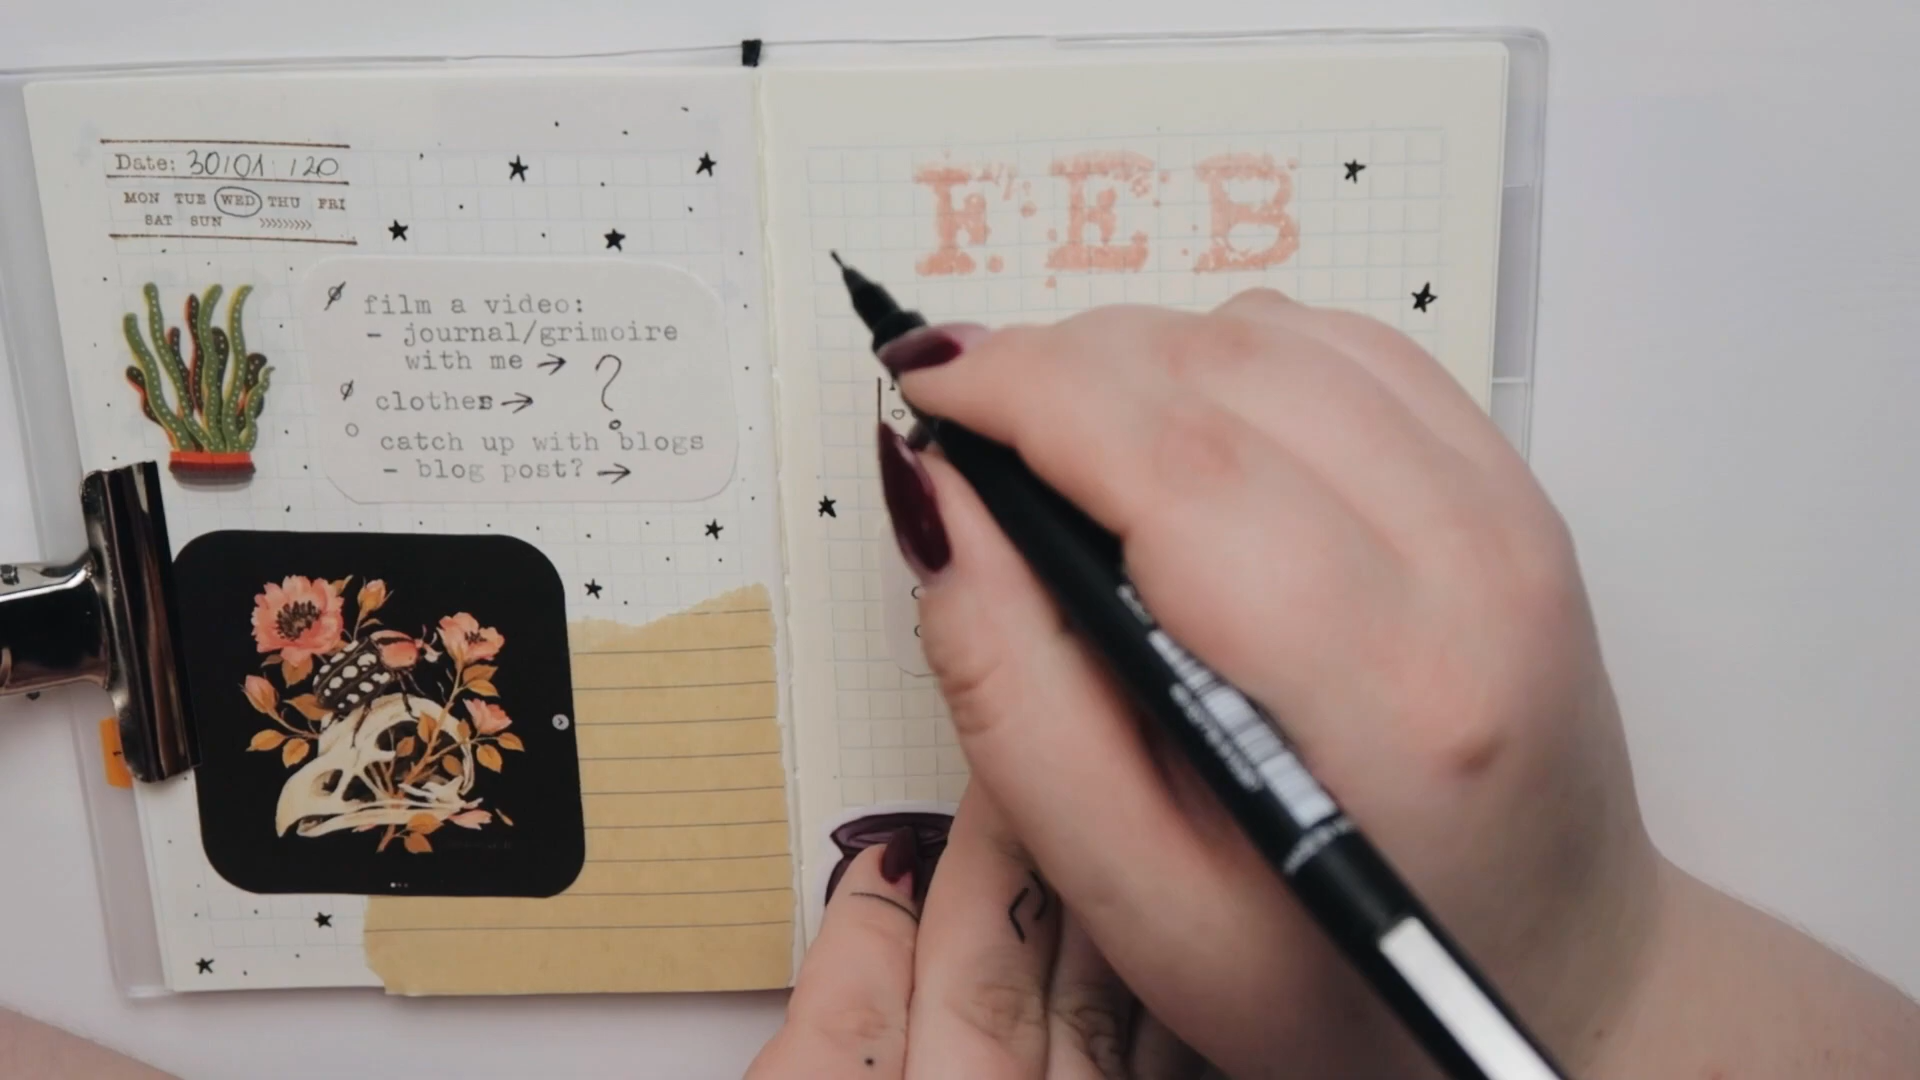 Date: 30/01/20
MON TUE WED THU FRI
SAT SUN >>>>>>>>>
film a video:
- journal/grimoire
with me → ?
clothes →
catch up with blogs
- blog post? →
FEB